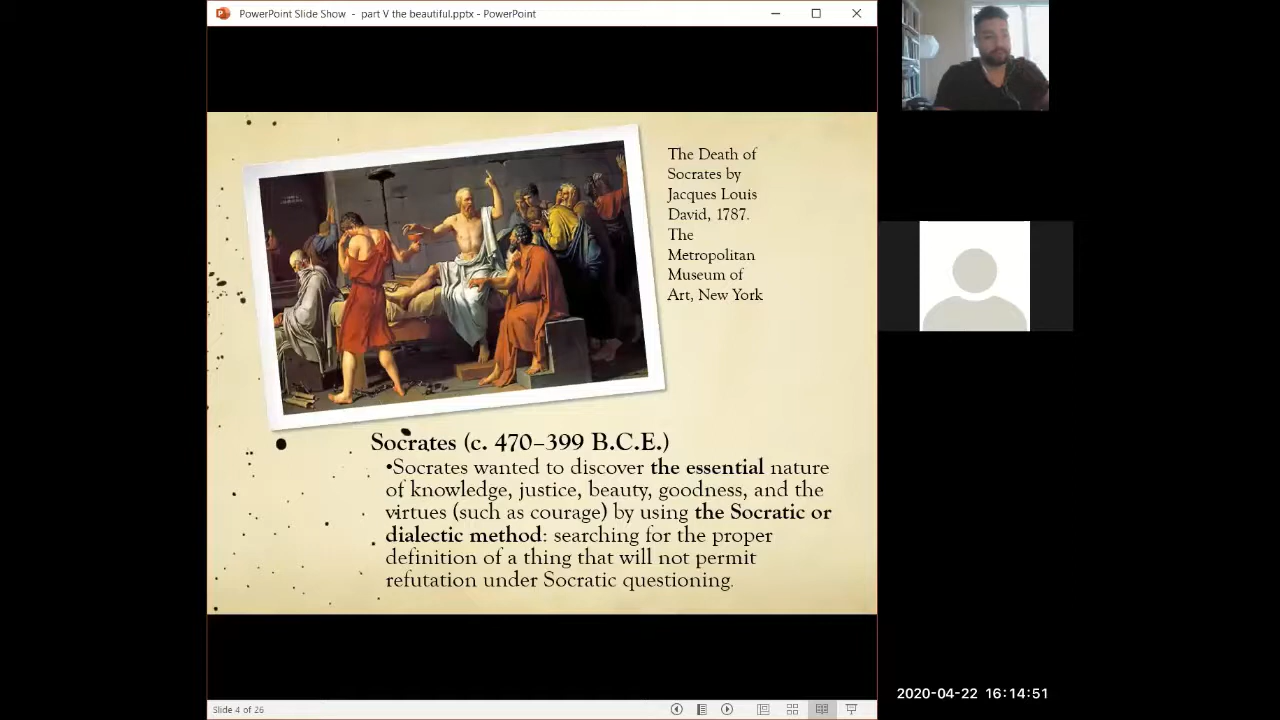 PowerPoint Slide Show - part V the beautiful.pptx - PowerPoint
The Death of
Socrates by
Jacques Louis
David, 1787.
The
Metropolitan
Museum of
Art, New York
Socrates (c. 470–399 B.C.E.)
•Socrates wanted to discover the essential nature
of knowledge, justice, beauty, goodness, and the
virtues (such as courage) by using the Socratic or
dialectic method: searching for the proper
definition of a thing that will not permit
refutation under Socratic questioning.
2020-04-22 16:14:51
Slide 4 of 26